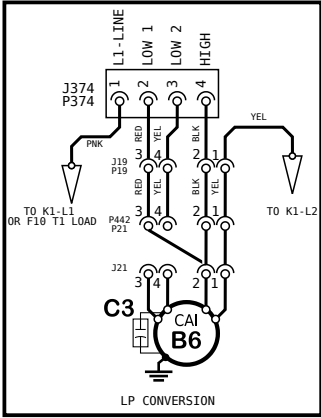 L1-LINE
LOW 1
LOW 2
HIGH
J374
P374
1 2 3 4
RED
YEL
BLK
YEL
PNK
J19
P19
3 4 2 1
RED
YEL
BLK
YEL
TO K1-L1
OR F10 T1 LOAD
TO K1-L2
P442
P21
3 4 2 1
J21
3 4 2 1
C3
CAI
B6
LP CONVERSION